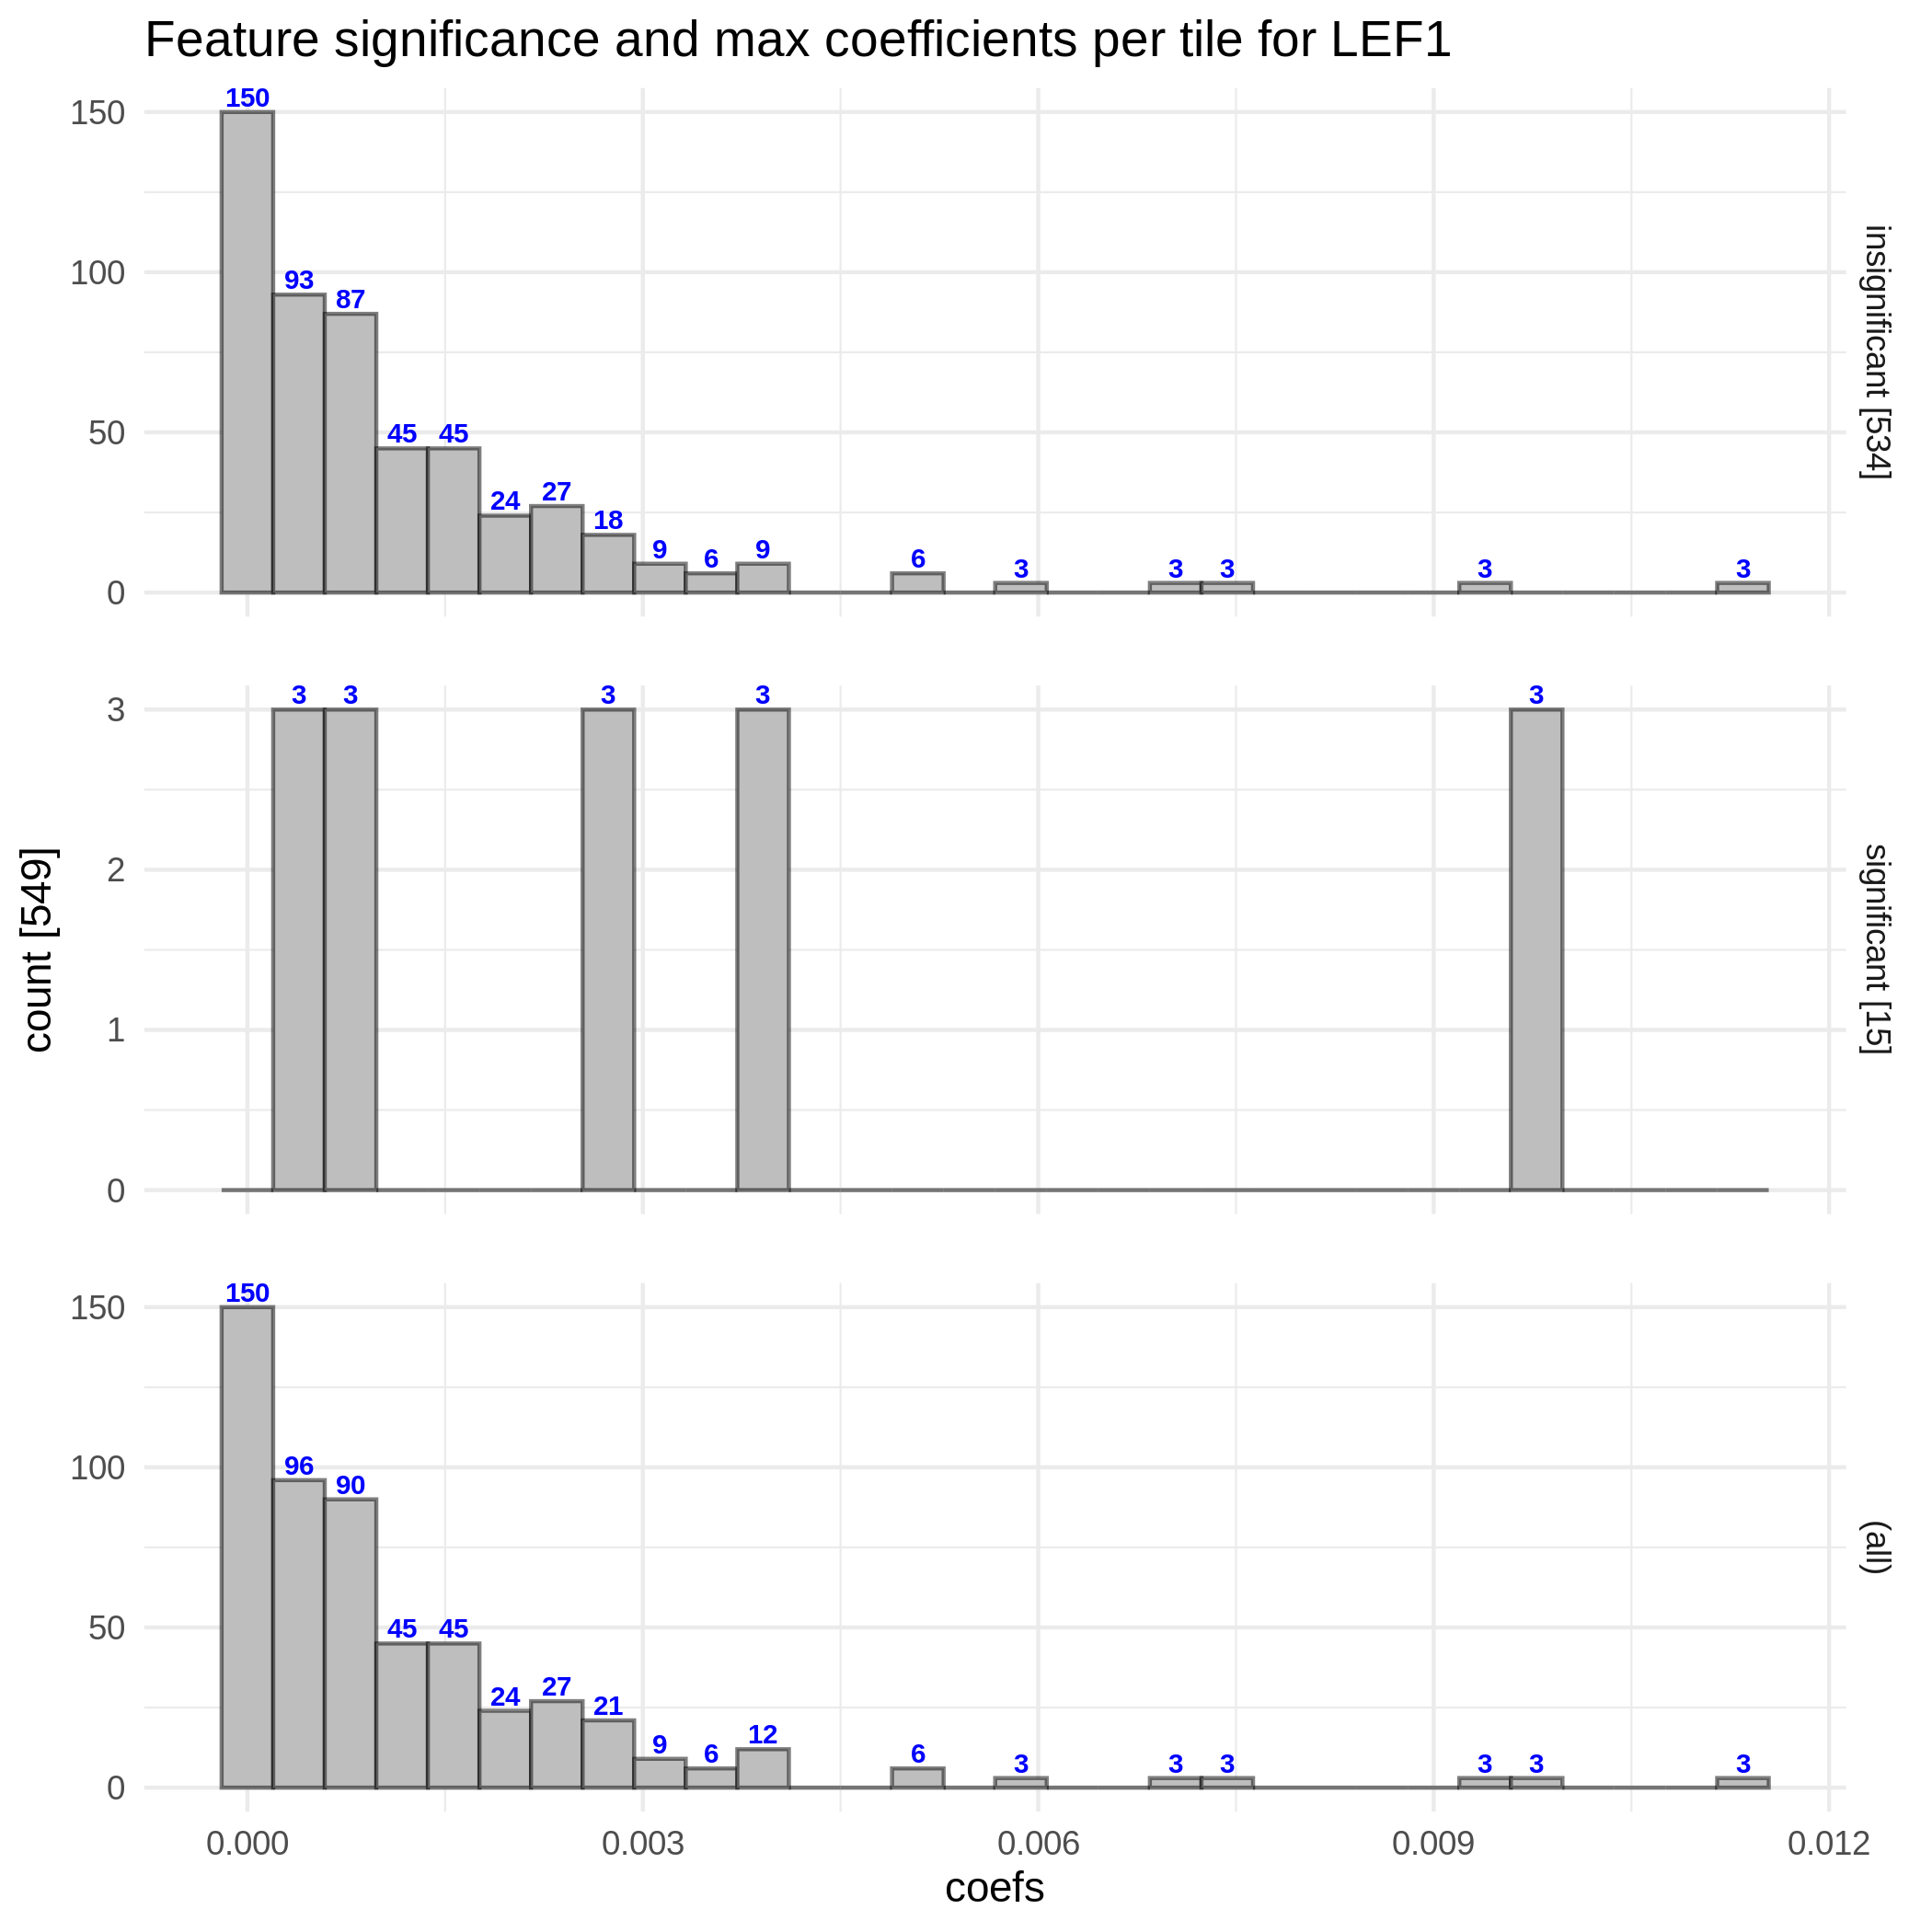 Feature significance and max coefficients per tile for LEF1
150
150
93
87
100
45 45
50
24 27 18
9 6 9 6 3 3 3 3 3
0
insignificant [534]
3 3 3 3 3
3
2
1
0
significant [15]
count [549]
150
150
96
90
100
45 45
50
24 27 21
9 6 12 6 3 3 3 3 3 3
0
(all)
0.000 0.003 0.006 0.009 0.012
coefs